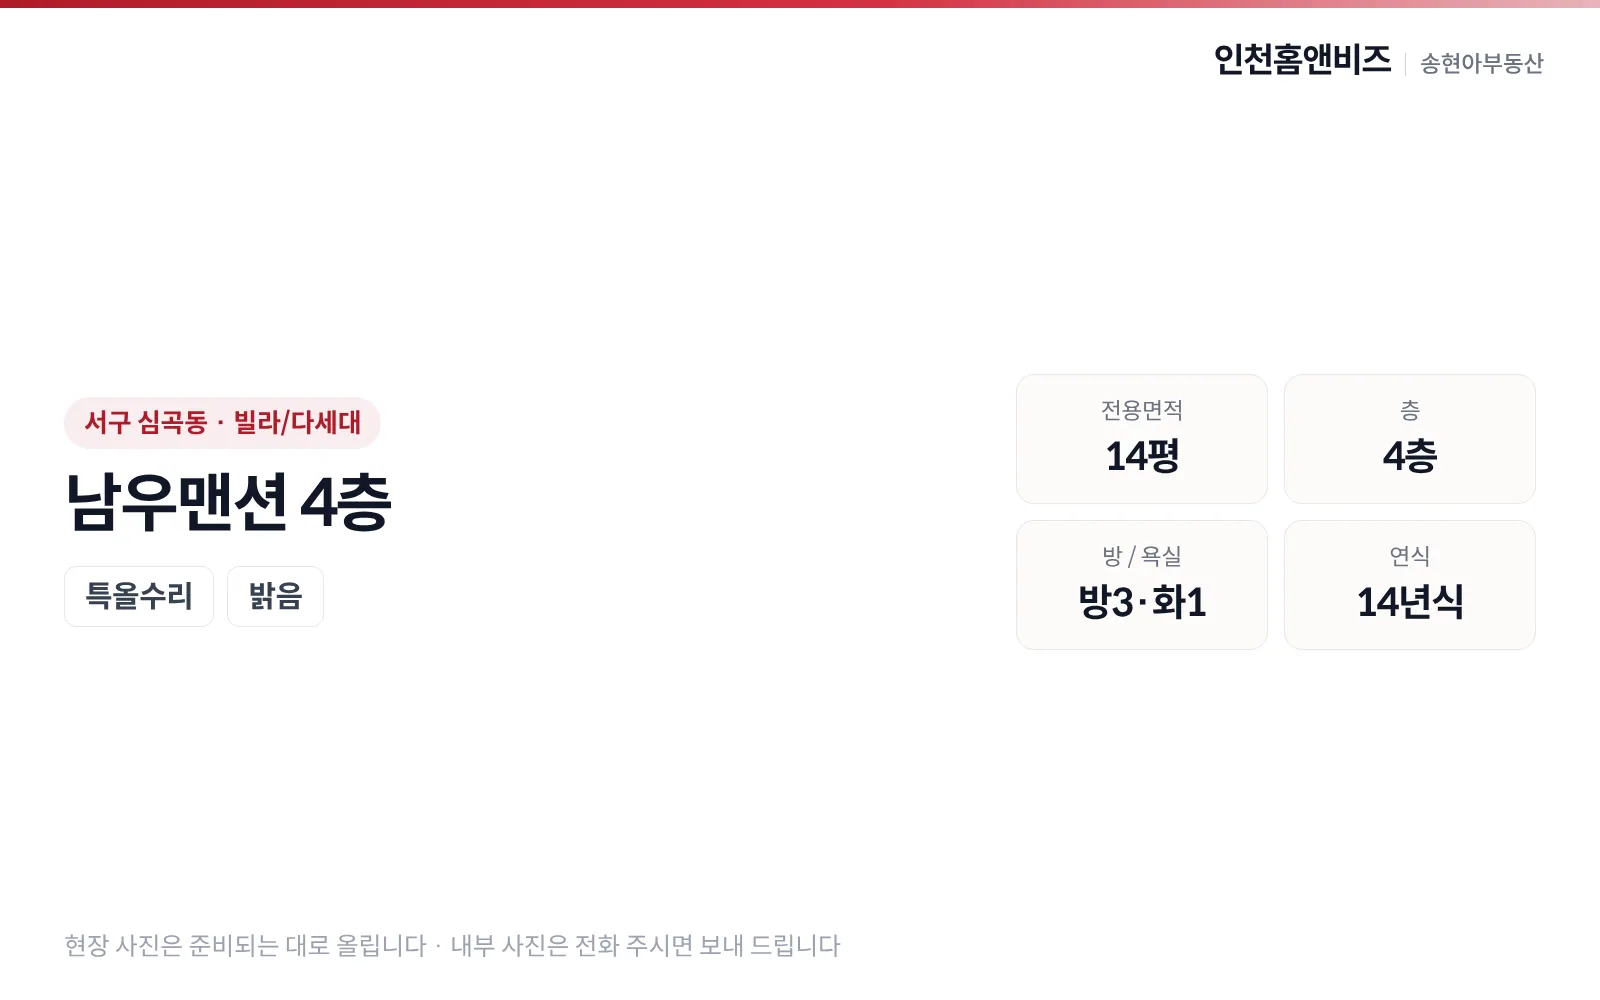 인천홈앤비즈 송현아부동산
서구 심곡동 · 빌라/다세대
남우맨션 4층
특올수리 밝음
전용면적
14평
층
4층
방 / 욕실
방3·화1
연식
14년식
현장 사진은 준비되는 대로 올립니다 · 내부 사진은 전화 주시면 보내 드립니다